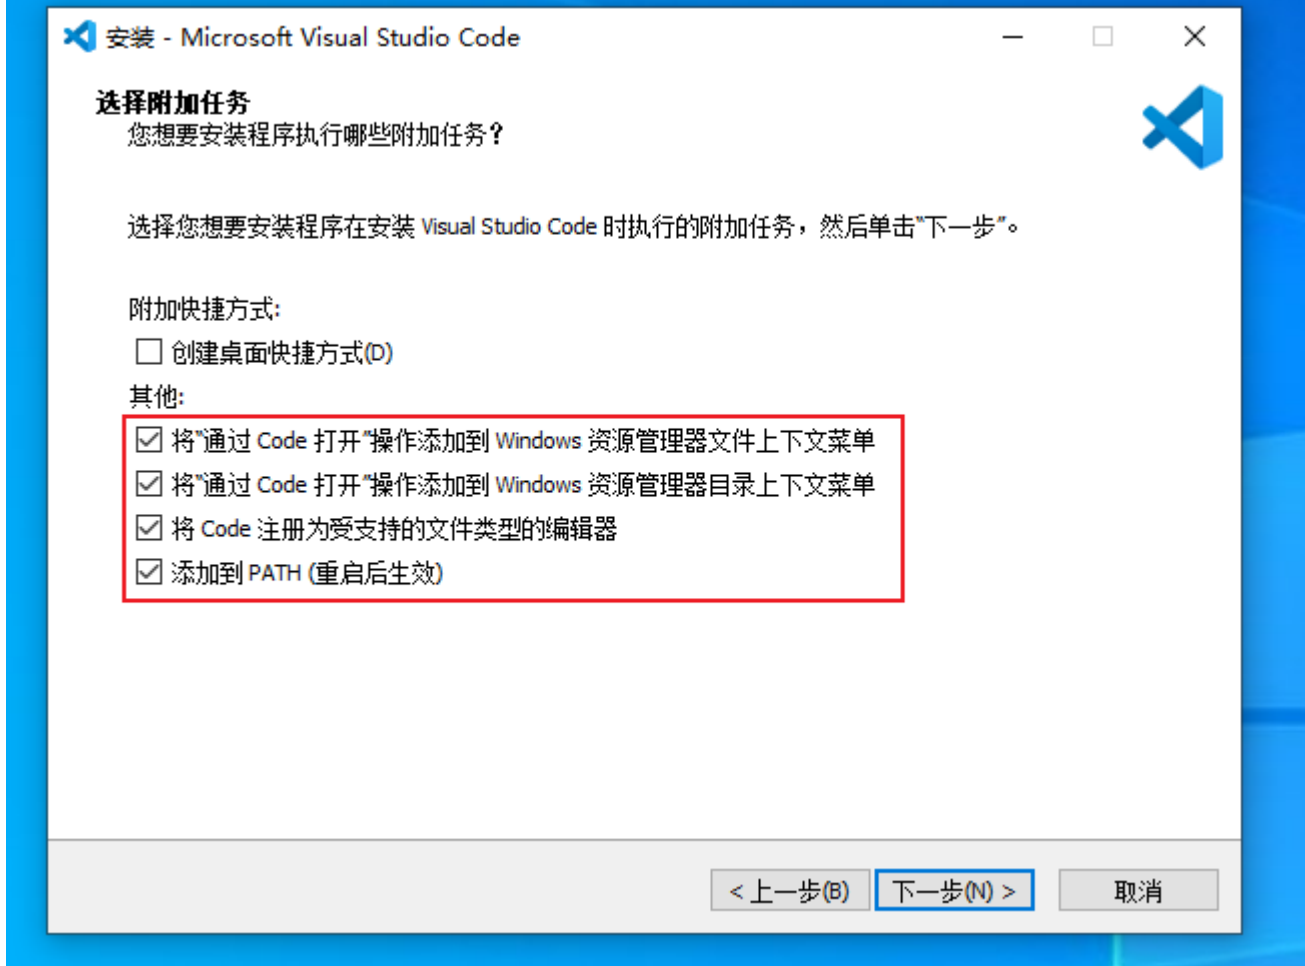 安装 - Microsoft Visual Studio Code
选择附加任务
您想要安装程序执行哪些附加任务？
选择您想要安装程序在安装 Visual Studio Code 时执行的附加任务，然后单击“下一步”。
附加快捷方式:
创建桌面快捷方式(D)
其他:
将“通过 Code 打开”操作添加到 Windows 资源管理器文件上下文菜单
将“通过 Code 打开”操作添加到 Windows 资源管理器目录上下文菜单
将 Code 注册为受支持的文件类型的编辑器
添加到 PATH (重启后生效)
< 上一步(B) 下一步(N) > 取消